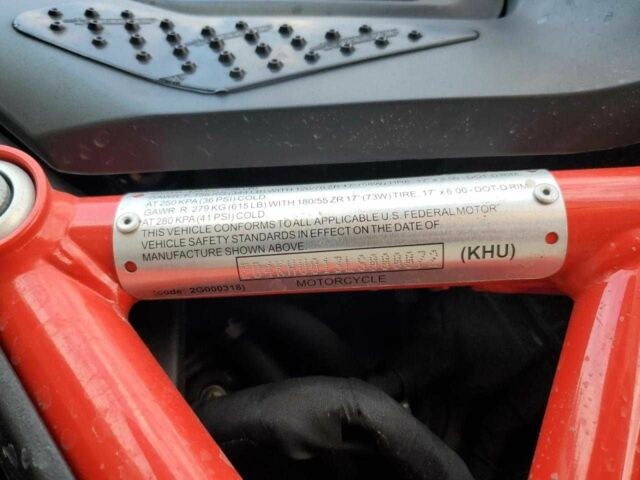 AT 250 KPA (36 PSI) COLD.
GAWR: R 279 KG (615 LB) WITH 180/55 ZR 17" (73W) TIRE, 17" x 6.00 - DOT-D RIM,
AT 280 KPA (41 PSI) COLD.
THIS VEHICLE CONFORMS TO ALL APPLICABLE U.S. FEDERAL MOTOR
VEHICLE SAFETY STANDARDS IN EFFECT ON THE DATE OF
MANUFACTURE SHOWN ABOVE
(KHU)
(code: 2G000318)
MOTORCYCLE